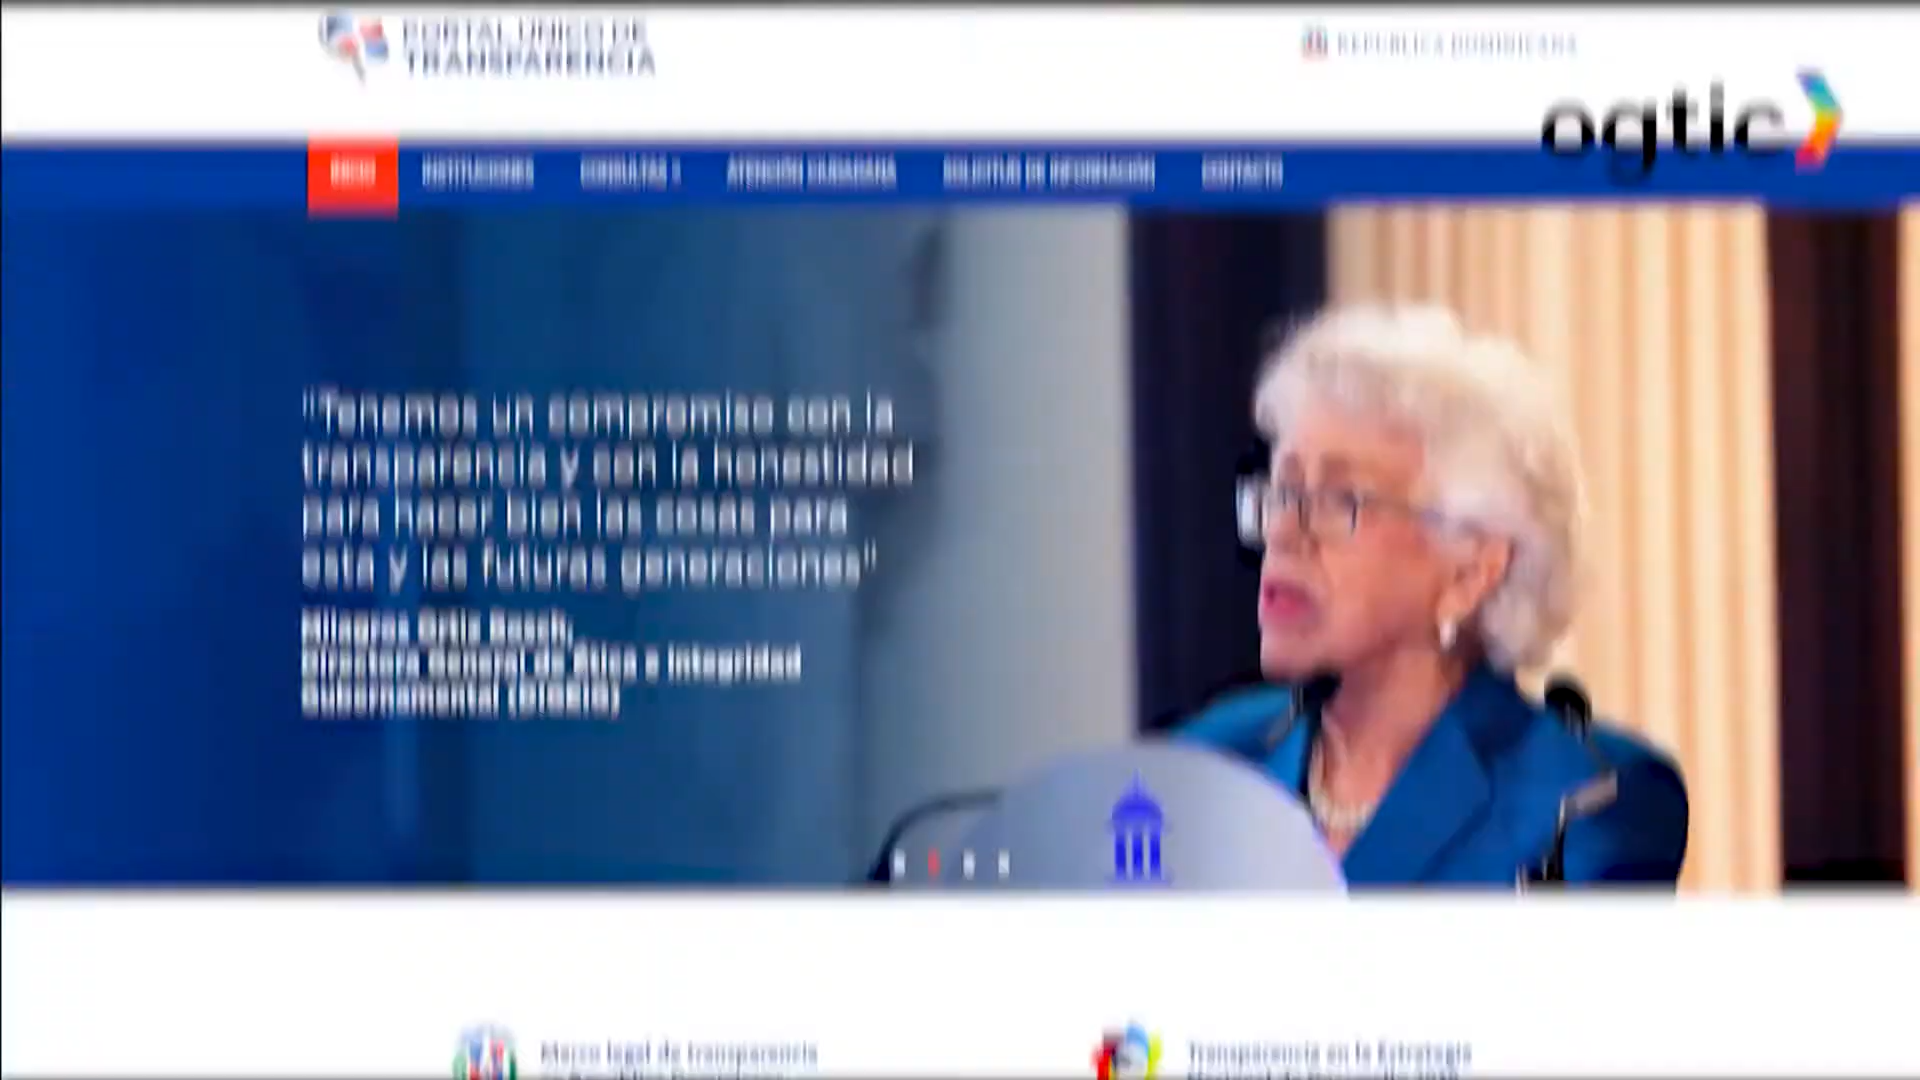 PORTAL ÚNICO DE
TRANSPARENCIA
REPÚBLICA DOMINICANA
ogtic
INICIO
INSTITUCIONES
CONSULTAS
ATENCIÓN CIUDADANA
SOLICITUD DE INFORMACIÓN
CONTACTO
"Tenemos un compromiso con la
transparencia y con la honestidad
para hacer bien las cosas para
esta y las futuras generaciones"
Milagros Ortiz Bosch,
Directora General de Ética e Integridad
Gubernamental (DIGEIG)
Marco legal de transparencia
Transparencia en la Estrategia